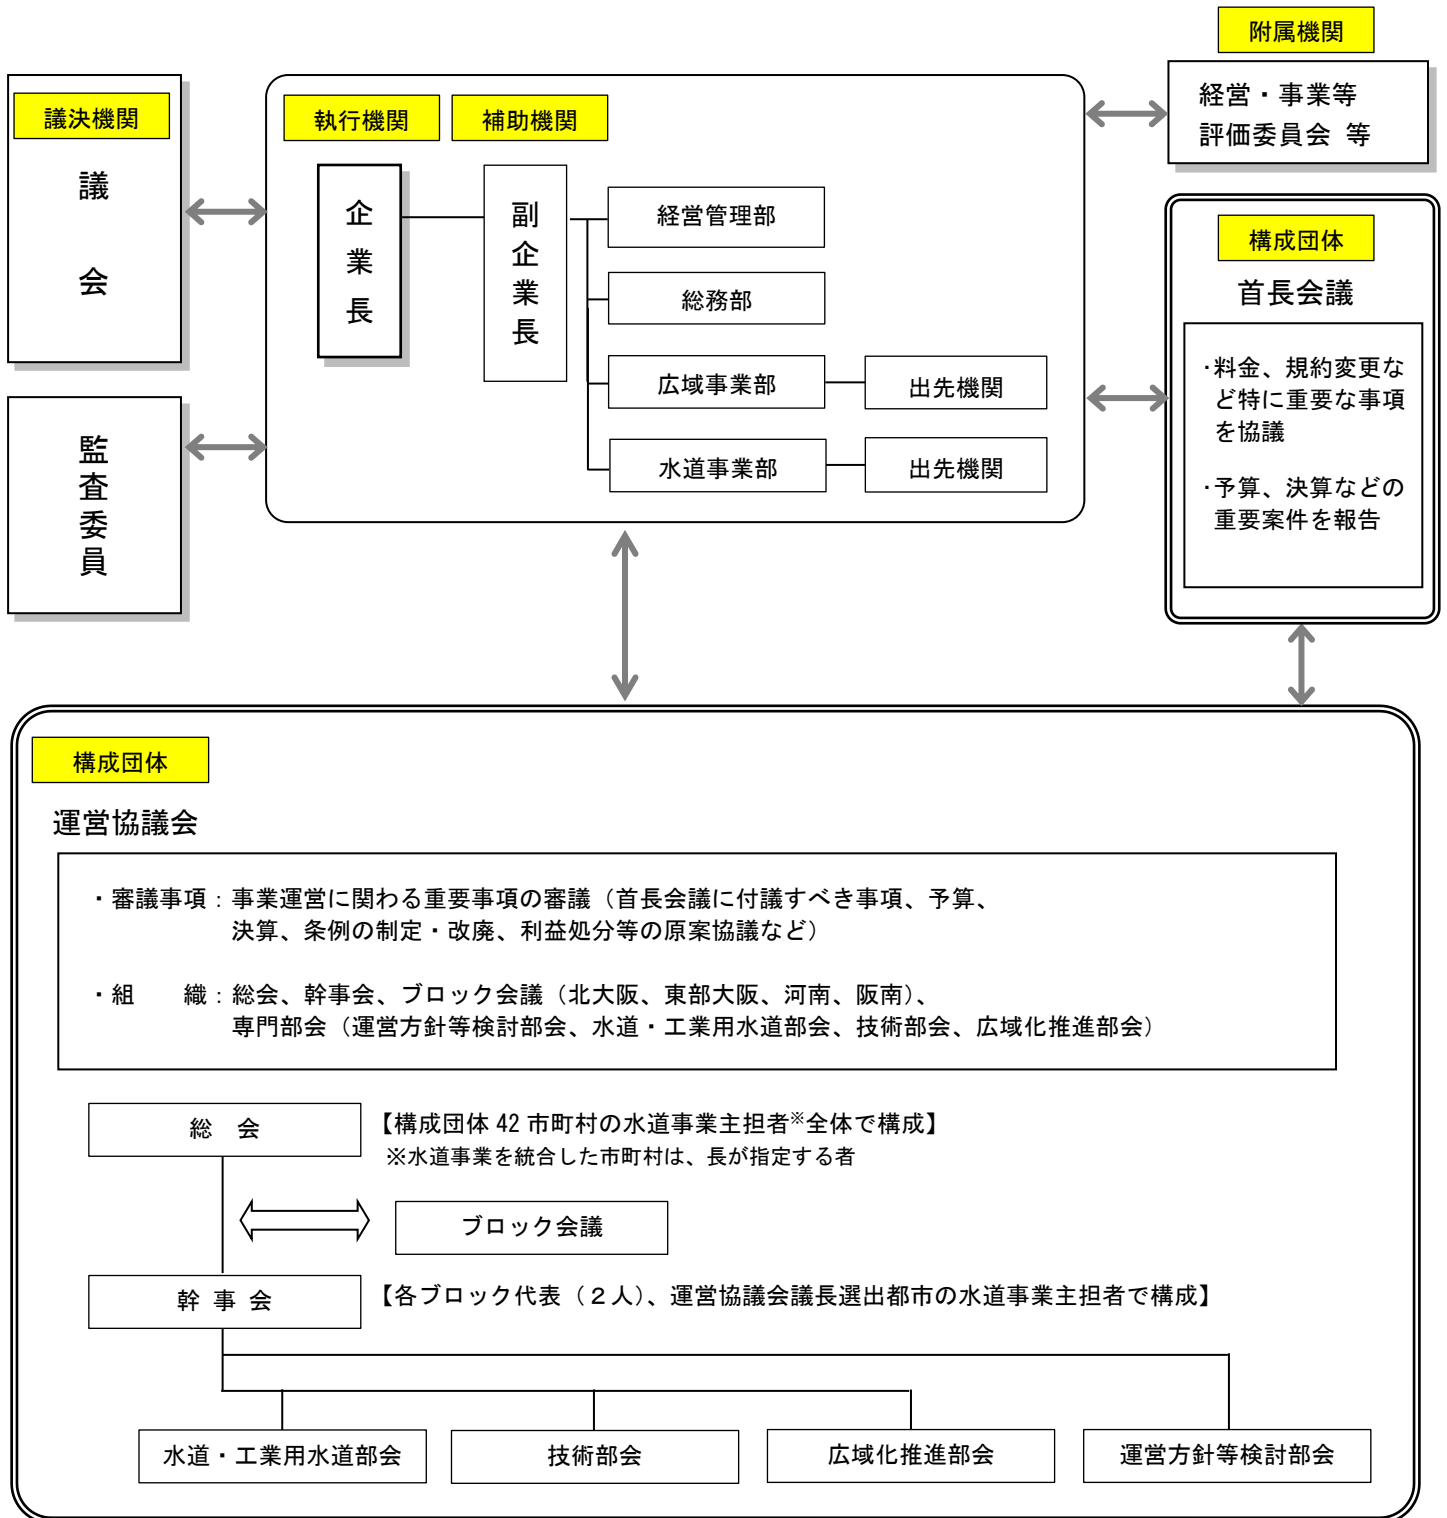 附属機関
経営・事業等
評価委員会 等
議決機関
議会
執行機関
補助機関
企業長
副企業長
経営管理部
総務部
広域事業部
出先機関
水道事業部
出先機関
監査委員
構成団体
首長会議
・料金、規約変更な
ど特に重要な事項
を協議
・予算、決算などの
重要案件を報告
構成団体
運営協議会
・審議事項：事業運営に関わる重要事項の審議（首長会議に付議すべき事項、予算、
決算、条例の制定・改廃、利益処分等の原案協議など）
・組　　織：総会、幹事会、ブロック会議（北大阪、東部大阪、河南、阪南）、
専門部会（運営方針等検討部会、水道・工業用水道部会、技術部会、広域化推進部会）
総　会
【構成団体 42 市町村の水道事業主担者※全体で構成】
※水道事業を統合した市町村は、長が指定する者
ブロック会議
幹 事 会
【各ブロック代表（２人）、運営協議会議長選出都市の水道事業主担者で構成】
水道・工業用水道部会
技術部会
広域化推進部会
運営方針等検討部会